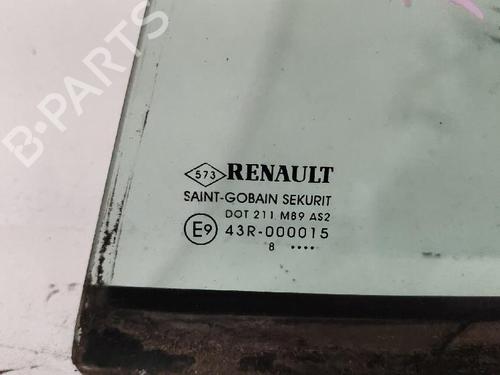 B-PARTS
573 RENAULT
SAINT-GOBAIN SEKURIT
DOT 211 M89 AS2
E9 43R-000015
8 ....